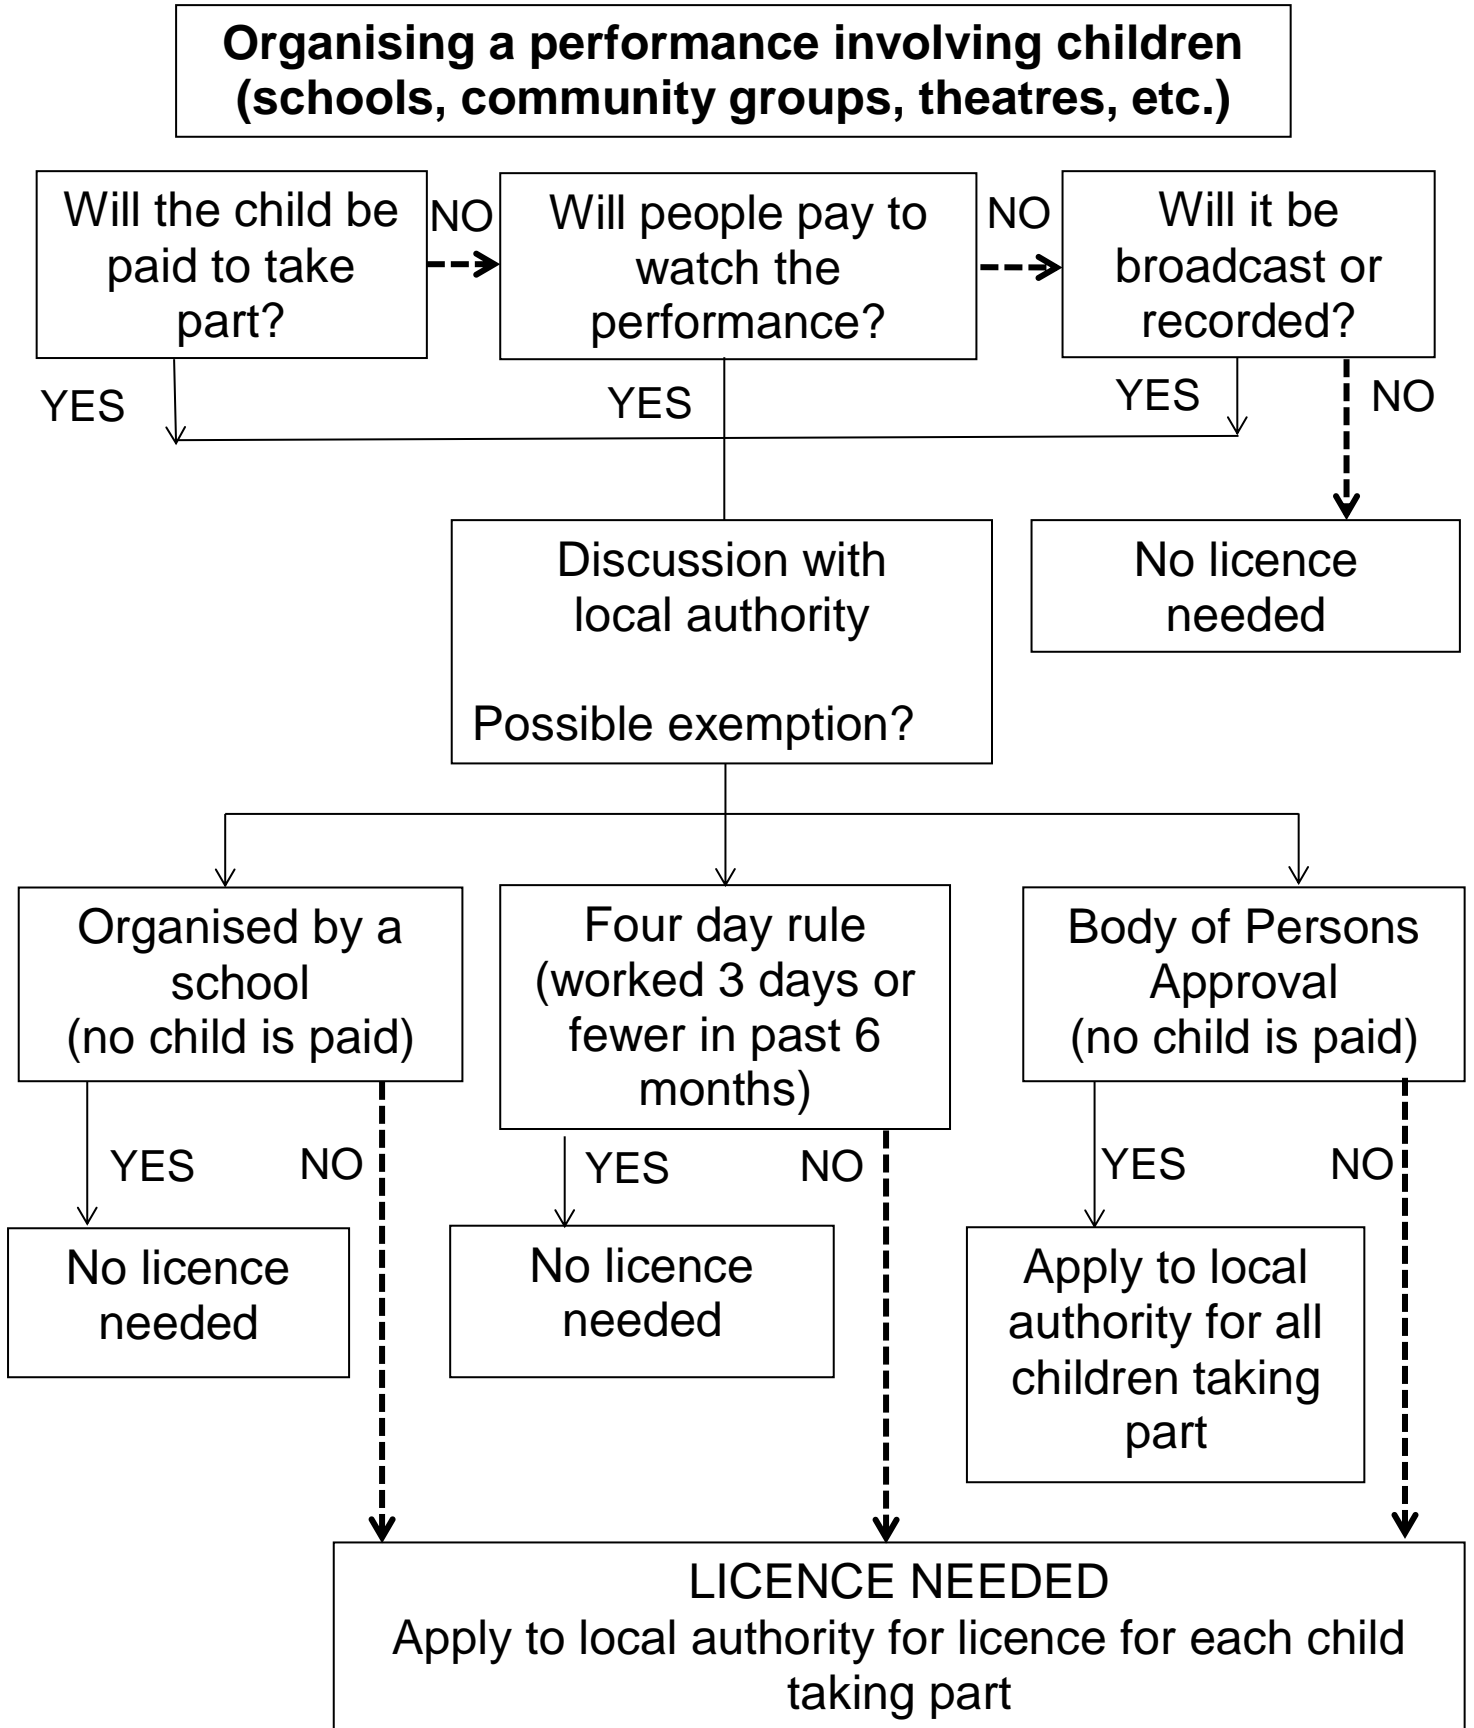 Organising a performance involving children
(schools, community groups, theatres, etc.)
Will the child be
paid to take
part?
NO
Will people pay to
watch the
performance?
NO
Will it be
broadcast or
recorded?
YES
YES
YES
NO
Discussion with
local authority
Possible exemption?
No licence
needed
Organised by a
school
(no child is paid)
Four day rule
(worked 3 days or
fewer in past 6
months)
Body of Persons
Approval
(no child is paid)
YES
NO
YES
NO
YES
NO
No licence
needed
No licence
needed
Apply to local
authority for all
children taking
part
LICENCE NEEDED
Apply to local authority for licence for each child
taking part